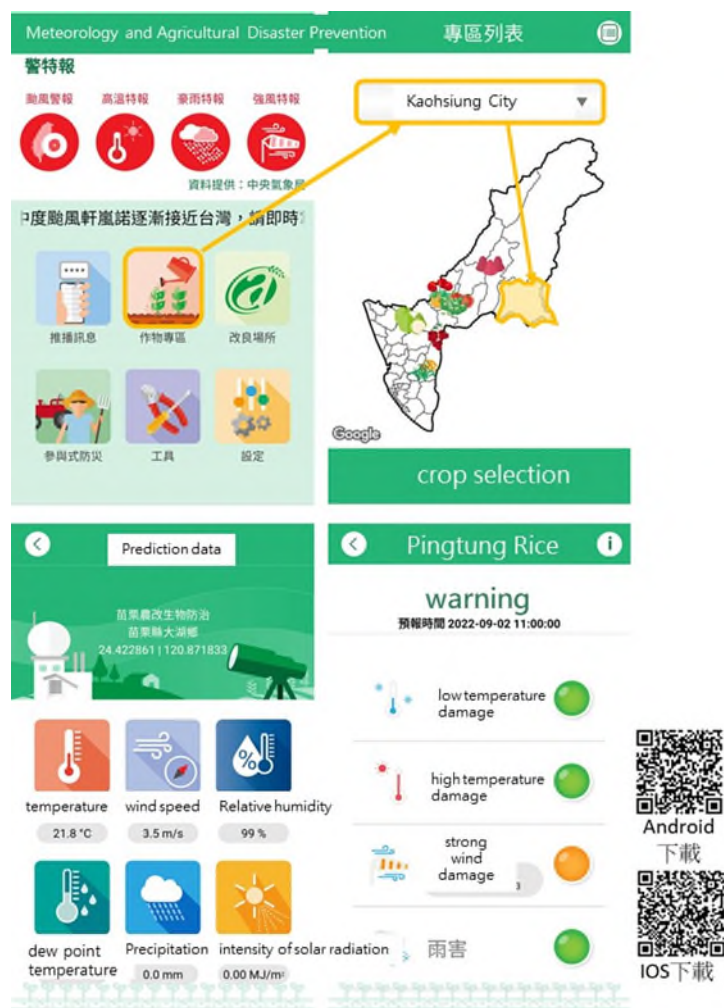 Meteorology and Agricultural Disaster Prevention
警特報
颱風警報 高溫特報 豪雨特報 強風特報
資料提供：中央氣象局
中度颱風軒嵐諾逐漸接近台灣，請即時
推播訊息 作物專區 改良場所
參與式防災 工具 設定
專區列表
Kaohsiung City
Google
crop selection
Prediction data
苗栗農改生物防治
苗栗縣大湖鄉
24.422861 | 120.871833
%
temperature wind speed Relative humidity
21.8 °C 3.5 m/s 99 %
dew point
temperature
Precipitation intensity of solar radiation
0.0 mm 0.00 MJ/m²
Pingtung Rice
i
warning
預報時間 2022-09-02 11:00:00
low temperature
damage
high temperature
damage
strong
wind
damage
雨害
Android
下載
IOS下載